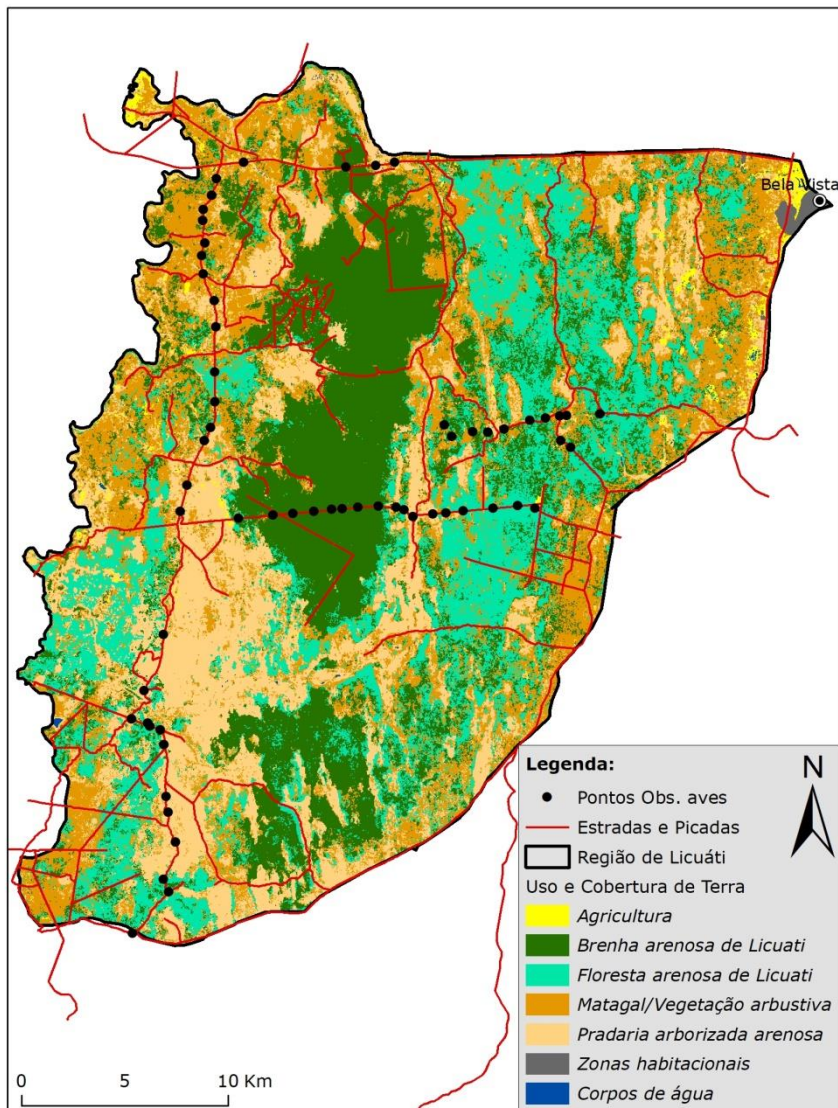 Bela Vista
Legenda:
N
Pontos Obs. aves
Estradas e Picadas
Região de Licuáti
Uso e Cobertura de Terra
Agricultura
Brenha arenosa de Licuati
Floresta arenosa de Licuati
Matagal/Vegetação arbustiva
Pradaria arborizada arenosa
Zonas habitacionais
Corpos de água
0 5 10 Km